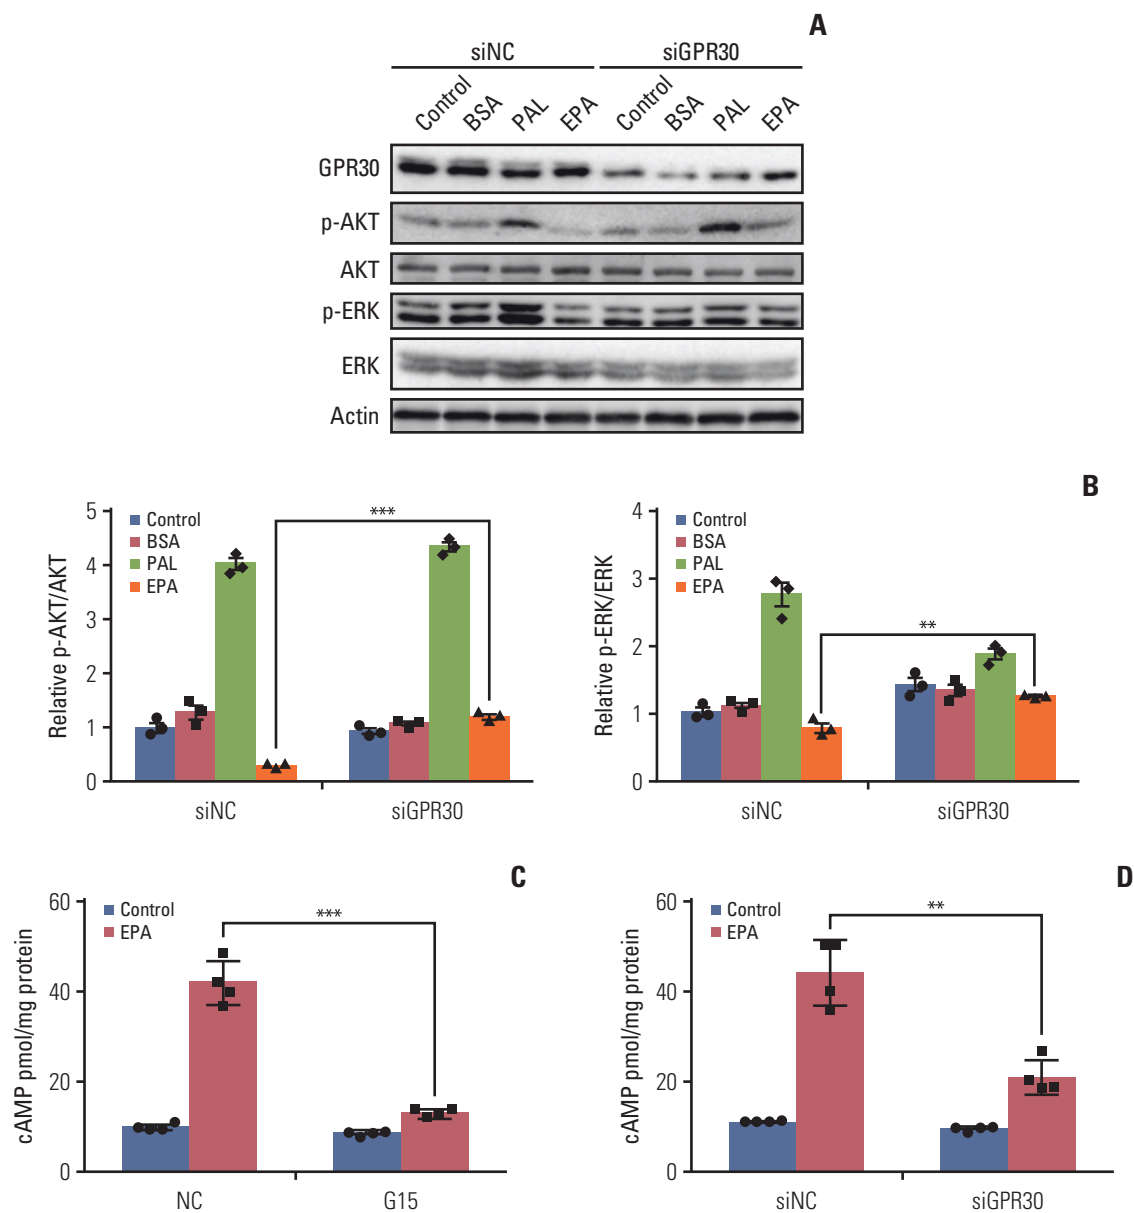 A
siNC siGPR30
Control BSA PAL EPA Control BSA PAL EPA
GPR30
p-AKT
AKT
p-ERK
ERK
Actin
B
Relative p-AKT/AKT
5
4
3
2
1
0
Control
BSA
PAL
EPA
***
siNC siGPR30
Relative p-ERK/ERK
4
3
2
1
0
Control
BSA
PAL
EPA
**
siNC siGPR30
C
cAMP pmol/mg protein
60
40
20
0
Control
EPA
***
NC G15
D
cAMP pmol/mg protein
60
40
20
0
Control
EPA
**
siNC siGPR30